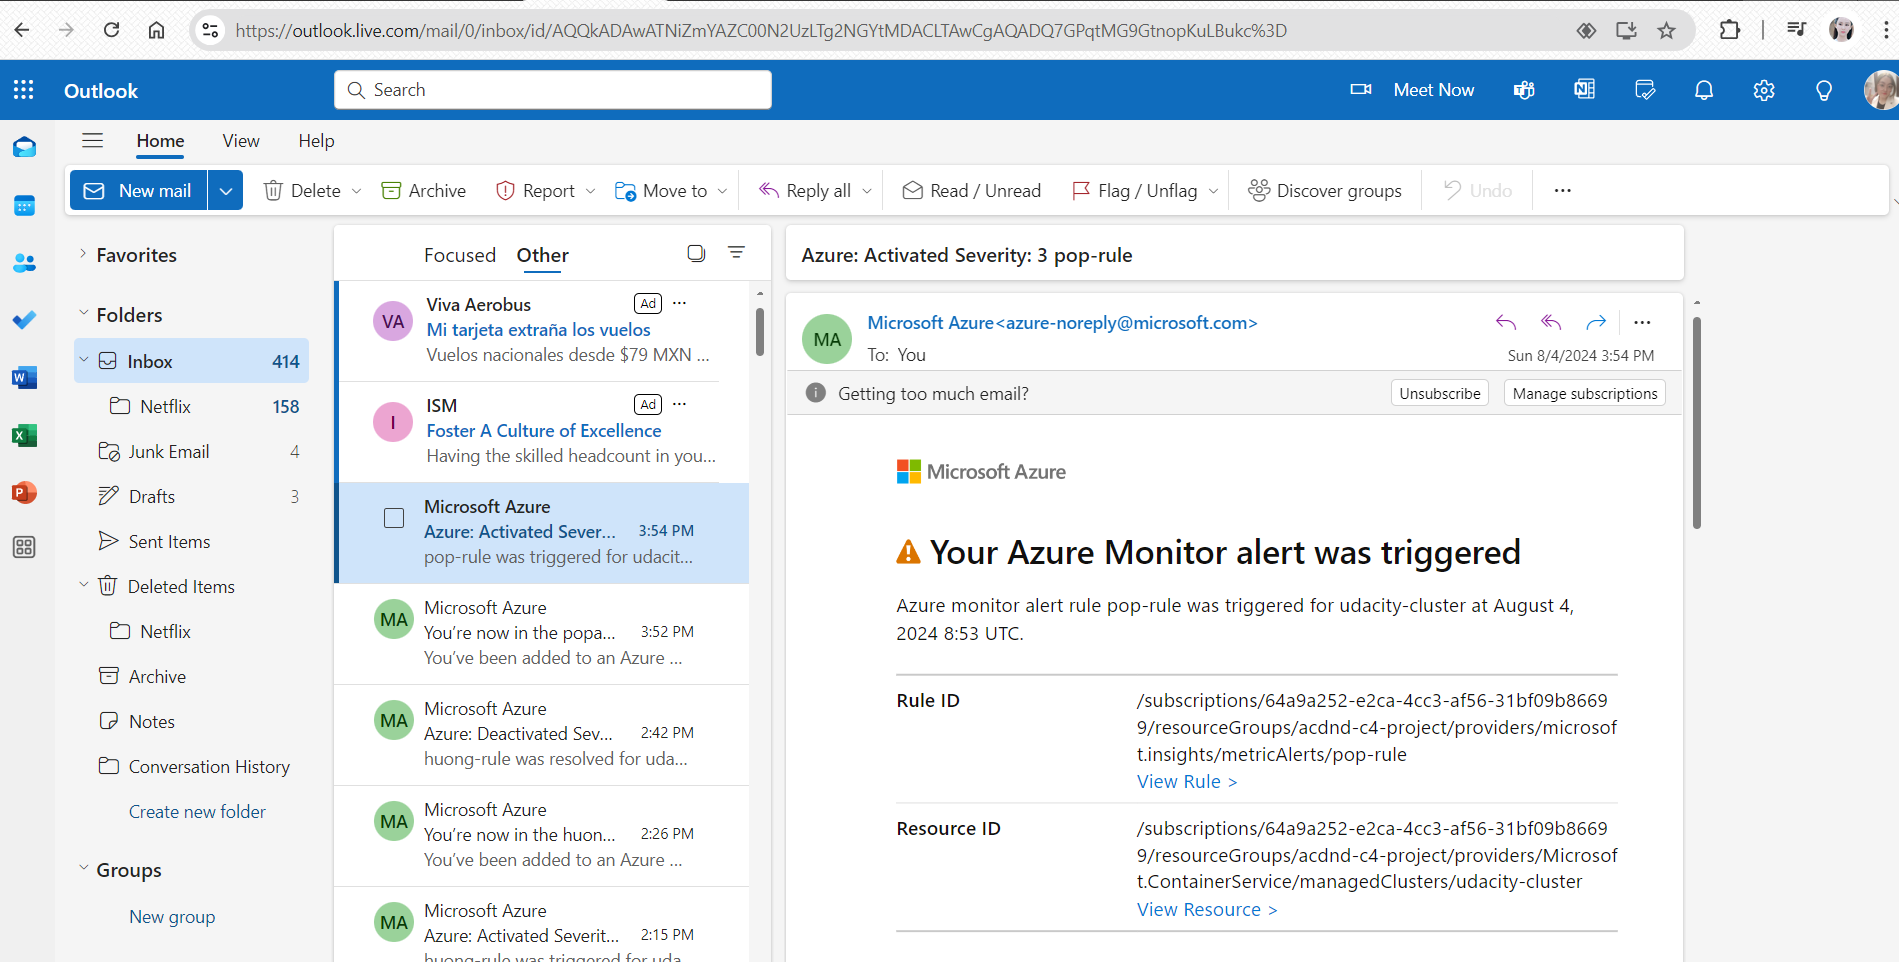 https://outlook.live.com/mail/0/inbox/id/AQQkADAwATNiZmYAZC00N2UzLTg2NGYtMDACLTAwCgAQADQ7GPqtMG9GtnopKuLBukc%3D
Outlook
Search
Meet Now
Home View Help
New mail Delete Archive Report Move to Reply all Read / Unread Flag / Unflag Discover groups Undo ...
Favorites
Folders
Inbox 414
Netflix 158
Junk Email 4
Drafts 3
Sent Items
Deleted Items
Netflix
Archive
Notes
Conversation History
Create new folder
Groups
New group
Focused Other
VA
Viva Aerobus Ad ...
Mi tarjeta extraña los vuelos
Vuelos nacionales desde $79 MXN ...
I
ISM Ad ...
Foster A Culture of Excellence
Having the skilled headcount in you...
Microsoft Azure
Azure: Activated Sever... 3:54 PM
pop-rule was triggered for udacit...
MA
Microsoft Azure
You're now in the popa... 3:52 PM
You've been added to an Azure ...
MA
Microsoft Azure
Azure: Deactivated Sev... 2:42 PM
huong-rule was resolved for uda...
MA
Microsoft Azure
You're now in the huon... 2:26 PM
You've been added to an Azure ...
MA
Microsoft Azure
Azure: Activated Severit... 2:15 PM
huong-rule was triggered for uda...
Azure: Activated Severity: 3 pop-rule
MA
Microsoft Azure<azure-noreply@microsoft.com>
To: You
Sun 8/4/2024 3:54 PM
Getting too much email? Unsubscribe Manage subscriptions
Microsoft Azure
Your Azure Monitor alert was triggered
Azure monitor alert rule pop-rule was triggered for udacity-cluster at August 4,
2024 8:53 UTC.
Rule ID /subscriptions/64a9a252-e2ca-4cc3-af56-31bf09b8669
9/resourceGroups/acdnd-c4-project/providers/microsof
t.insights/metricAlerts/pop-rule
View Rule >
Resource ID /subscriptions/64a9a252-e2ca-4cc3-af56-31bf09b8669
9/resourceGroups/acdnd-c4-project/providers/Microsof
t.ContainerService/managedClusters/udacity-cluster
View Resource >